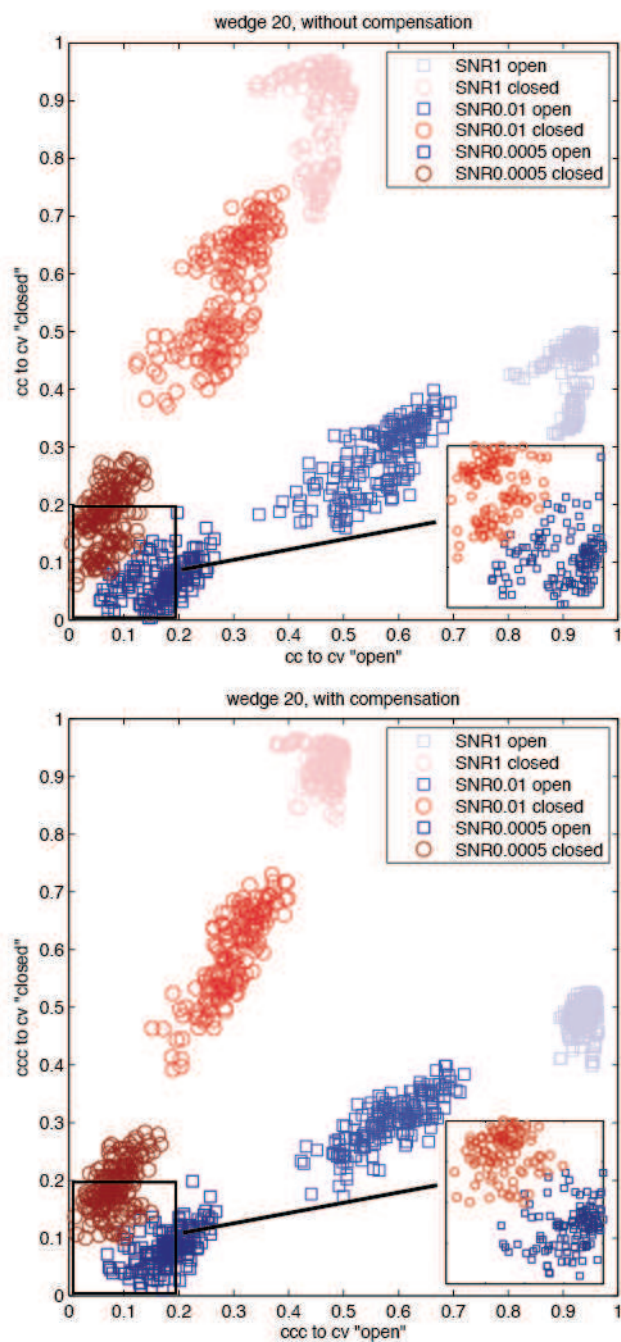 wedge 20, without compensation
1
0.9
0.8
0.7
0.6
0.5
0.4
0.3
0.2
0.1
0
cc to cv "closed"
SNR1 open
SNR1 closed
SNR0.01 open
SNR0.01 closed
SNR0.0005 open
SNR0.0005 closed
0 0.1 0.2 0.3 0.4 0.5 0.6 0.7 0.8 0.9 1
cc to cv "open"
wedge 20, with compensation
1
0.9
0.8
0.7
0.6
0.5
0.4
0.3
0.2
0.1
0
ccc to cv "closed"
SNR1 open
SNR1 closed
SNR0.01 open
SNR0.01 closed
SNR0.0005 open
SNR0.0005 closed
0 0.1 0.2 0.3 0.4 0.5 0.6 0.7 0.8 0.9 1
ccc to cv "open"